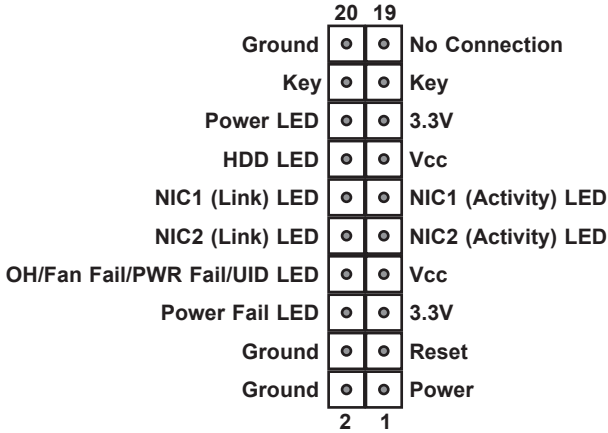 20 19
Ground No Connection
Key Key
Power LED 3.3V
HDD LED Vcc
NIC1 (Link) LED NIC1 (Activity) LED
NIC2 (Link) LED NIC2 (Activity) LED
OH/Fan Fail/PWR Fail/UID LED Vcc
Power Fail LED 3.3V
Ground Reset
Ground Power
2 1